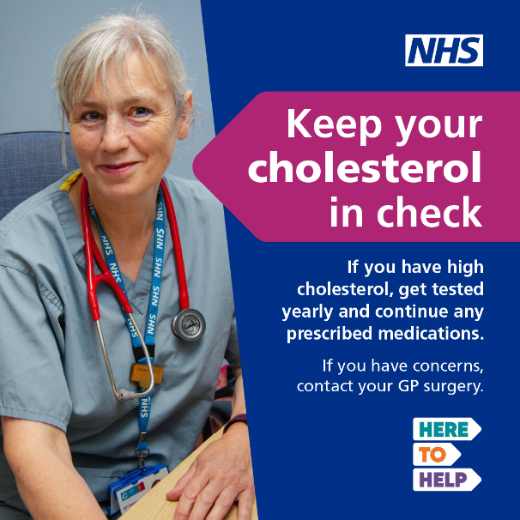 NHS
Keep your
cholesterol
in check
If you have high
cholesterol, get tested
yearly and continue any
prescribed medications.
If you have concerns,
contact your GP surgery.
HERE
TO
HELP
NHS
NHS
NHS
NHS
NHS